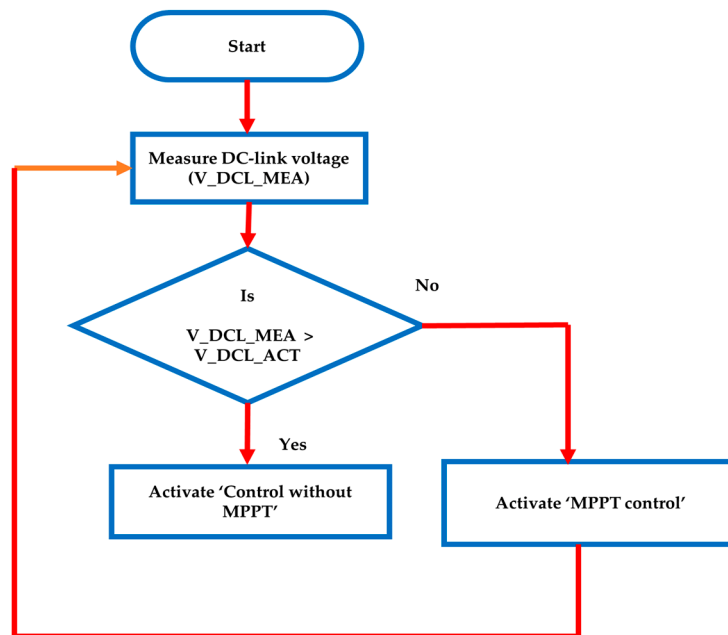 Start
Measure DC-link voltage
(V_DCL_MEA)
Is
No
V_DCL_MEA >
V_DCL_ACT
Yes
Activate ‘Control without
MPPT’
Activate ‘MPPT control’